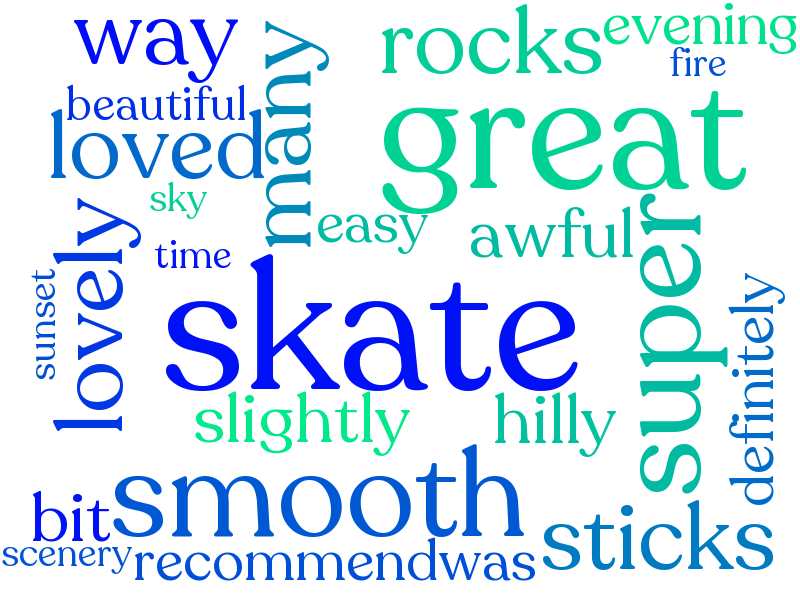 way
rocks
evening
fire
beautiful
many
great
loved
sky
easy
awful
super
lovely
time
sunset
skate
definitely
slightly
hilly
smooth
bit
sticks
scenery
recommend
was